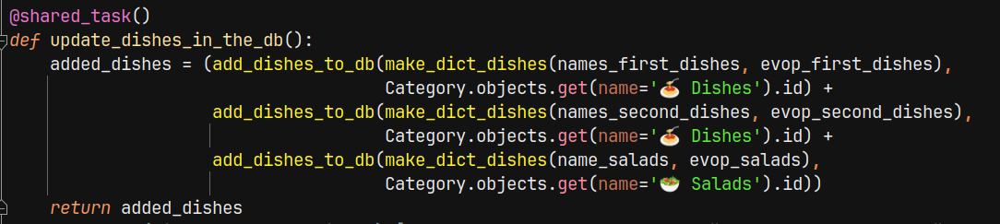 @shared_task()
def update_dishes_in_the_db():
added_dishes = (add_dishes_to_db(make_dict_dishes(names_first_dishes, evop_first_dishes),
Category.objects.get(name='🍝 Dishes').id) +
add_dishes_to_db(make_dict_dishes(names_second_dishes, evop_second_dishes),
Category.objects.get(name='🍝 Dishes').id) +
add_dishes_to_db(make_dict_dishes(name_salads, evop_salads),
Category.objects.get(name='🥗 Salads').id))
return added_dishes